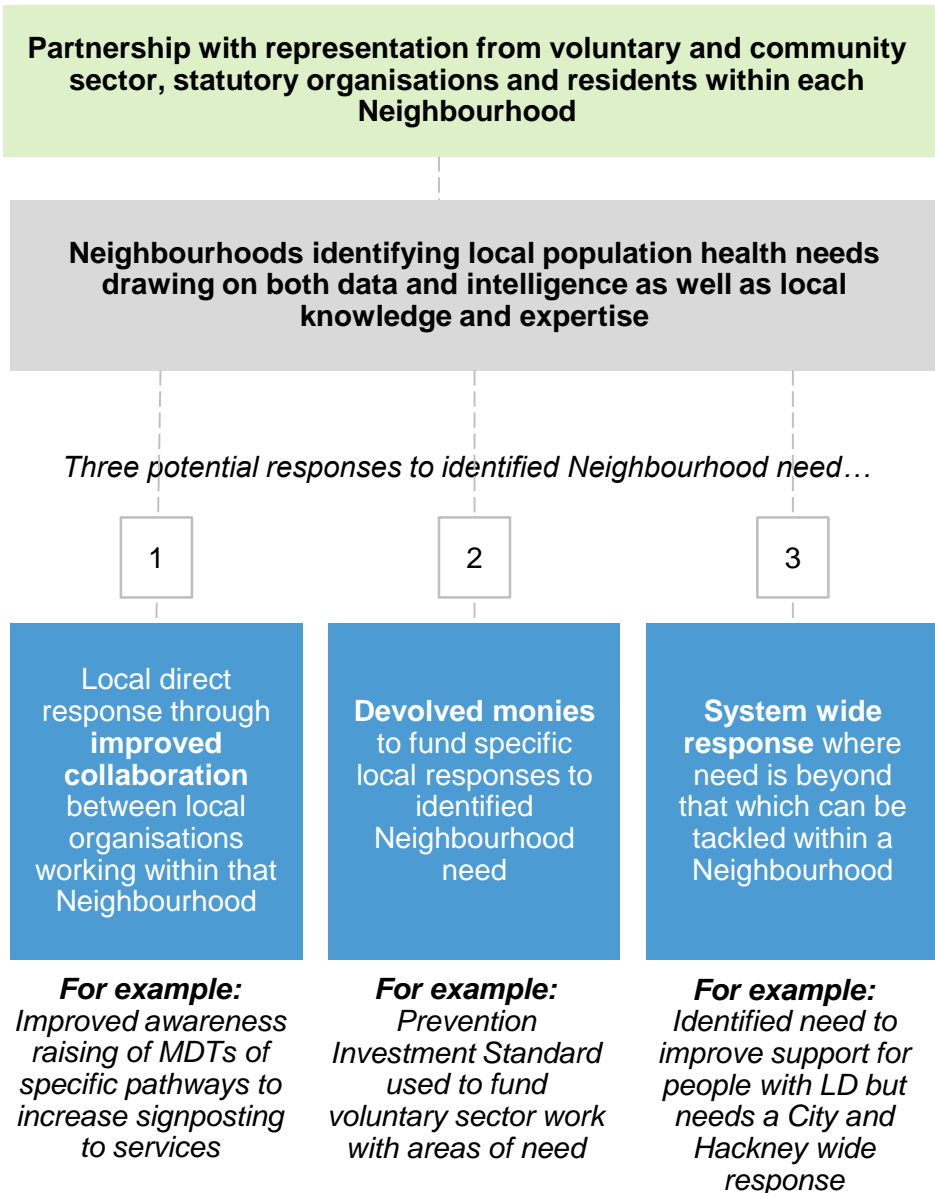 Partnership with representation from voluntary and community
sector, statutory organisations and residents within each
Neighbourhood
Neighbourhoods identifying local population health needs
drawing on both data and intelligence as well as local
knowledge and expertise
Three potential responses to identified Neighbourhood need…
1
2
3
Local direct
response through
improved
collaboration
between local
organisations
working within that
Neighbourhood
Devolved monies
to fund specific
local responses to
identified
Neighbourhood
need
System wide
response where
need is beyond
that which can be
tackled within a
Neighbourhood
For example:
Improved awareness
raising of MDTs of
specific pathways to
increase signposting
to services
For example:
Prevention
Investment Standard
used to fund
voluntary sector work
with areas of need
For example:
Identified need to
improve support for
people with LD but
needs a City and
Hackney wide
response